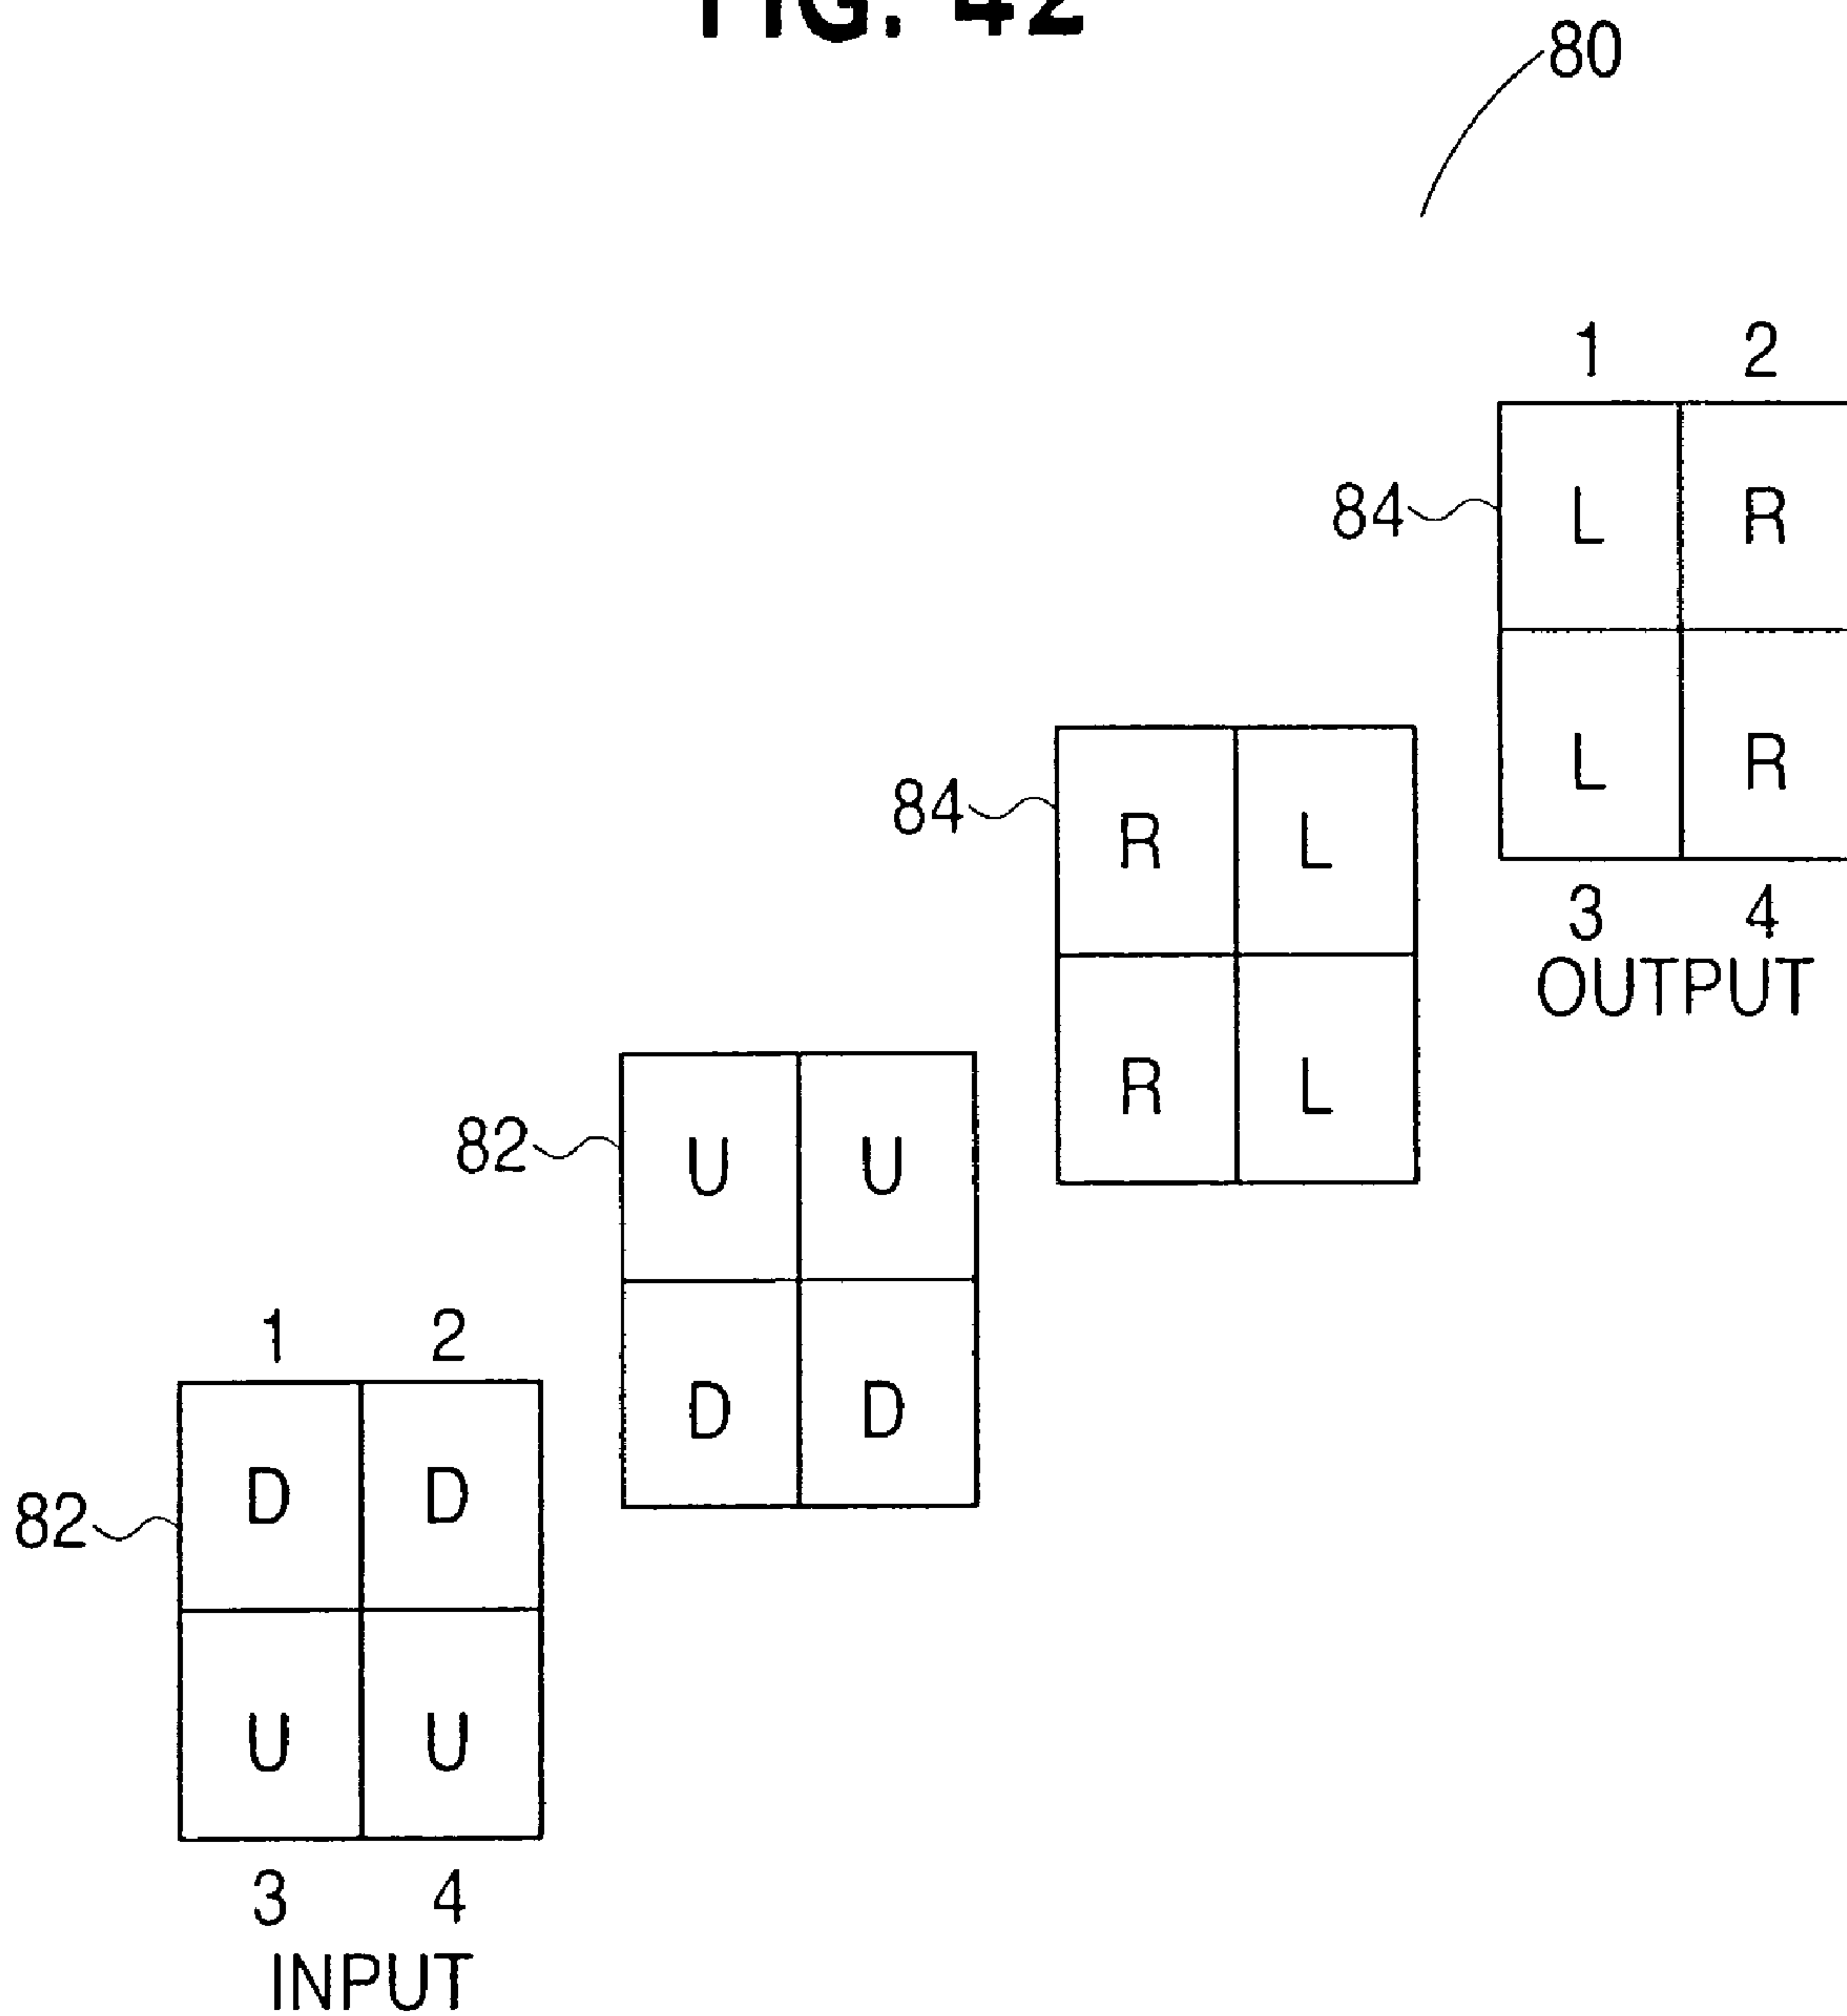 FIG. 42
80
1 2
84 L R
L R
3 4
OUTPUT
84 R L
R L
82 U U
D D
1 2
82 D D
U U
3 4
INPUT